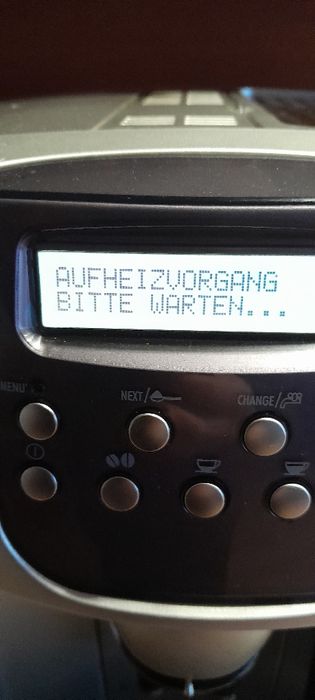 AUFHEIZVORGANG
BITTE WARTEN...
MENU
NEXT/
CHANGE/